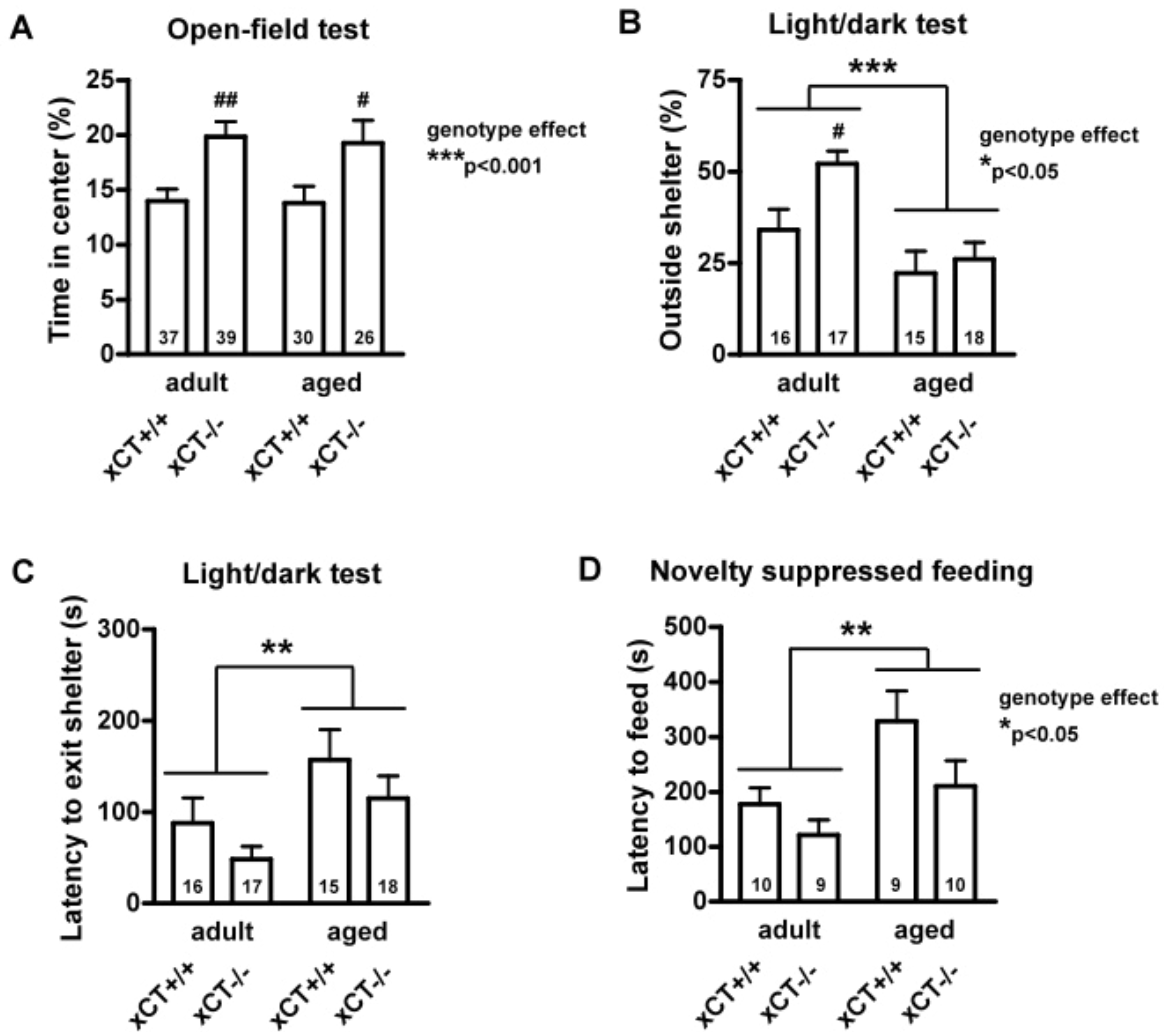 A
Open-field test
Time in center (%)
25
20
15
10
5
0
##
#
37
39
30
26
adult
aged
xCT+/+
xCT-/-
xCT+/+
xCT-/-
genotype effect
***p<0.001
B
Light/dark test
Outside shelter (%)
75
50
25
0
***
#
16
17
15
18
adult
aged
xCT+/+
xCT-/-
xCT+/+
xCT-/-
genotype effect
*p<0.05
C
Light/dark test
Latency to exit shelter (s)
300
200
100
0
**
16
17
15
18
adult
aged
xCT+/+
xCT-/-
xCT+/+
xCT-/-
D
Novelty suppressed feeding
Latency to feed (s)
500
400
300
200
100
0
**
10
9
9
10
adult
aged
xCT+/+
xCT-/-
xCT+/+
xCT-/-
genotype effect
*p<0.05